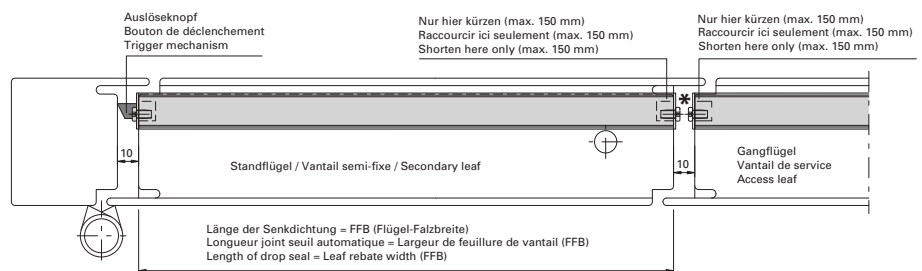 Auslöseknopf
Bouton de déclenchement
Trigger mechanism
Nur hier kürzen (max. 150 mm)
Raccourcir ici seulement (max. 150 mm)
Shorten here only (max. 150 mm)
Nur hier kürzen (max. 150 mm)
Raccourcir ici seulement (max. 150 mm)
Shorten here only (max. 150 mm)
*
10
Standflügel / Vantail semi-fixe / Secondary leaf
10
Gangflügel
Vantail de service
Access leaf
Länge der Senkdichtung = FFB (Flügel-Falzbreite)
Longueur joint seuil automatique = Largeur de feuillure de vantail (FFB)
Length of drop seal = Leaf rebate width (FFB)